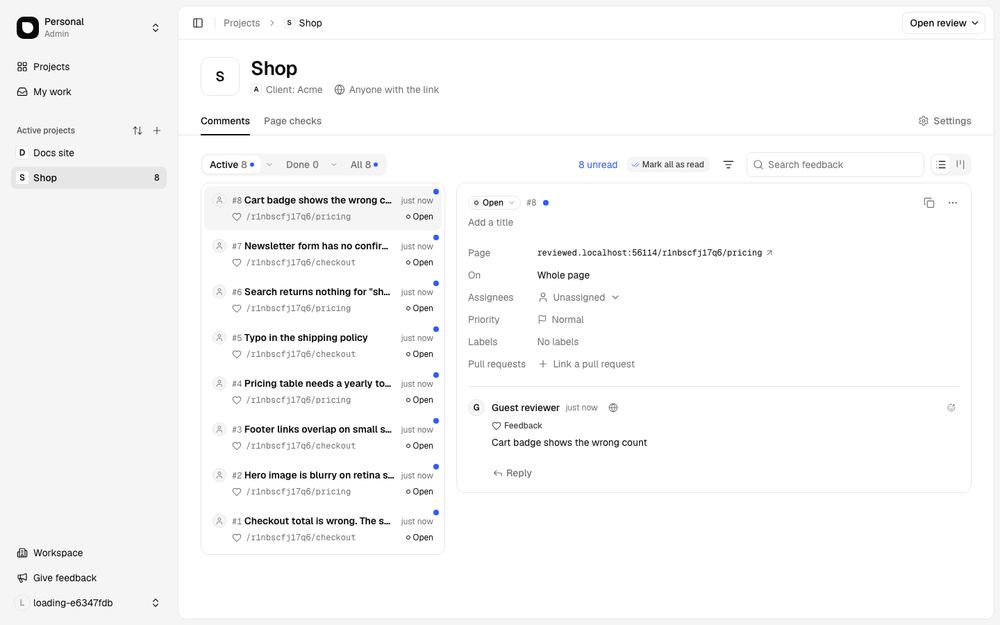 Personal
Admin
Projects
My work
Active projects
D Docs site
S Shop 8
Workspace
Give feedback
L loading-e6347fdb
Projects > S Shop
Open review
S
Shop
A Client: Acme Anyone with the link
Comments Page checks
Settings
Active 8 Done 0 All 8
8 unread Mark all as read Search feedback
#8 Cart badge shows the wrong c... just now
/r1nbscfj17q6/pricing Open
#7 Newsletter form has no confir... just now
/r1nbscfj17q6/checkout Open
#6 Search returns nothing for "sh... just now
/r1nbscfj17q6/pricing Open
#5 Typo in the shipping policy just now
/r1nbscfj17q6/checkout Open
#4 Pricing table needs a yearly to... just now
/r1nbscfj17q6/pricing Open
#3 Footer links overlap on small s... just now
/r1nbscfj17q6/checkout Open
#2 Hero image is blurry on retina s... just now
/r1nbscfj17q6/pricing Open
#1 Checkout total is wrong. The s... just now
/r1nbscfj17q6/checkout Open
Open #8
Add a title
Page reviewed.localhost:56114/r1nbscfj17q6/pricing
On Whole page
Assignees Unassigned
Priority Normal
Labels No labels
Pull requests Link a pull request
G Guest reviewer just now
Feedback
Cart badge shows the wrong count
Reply